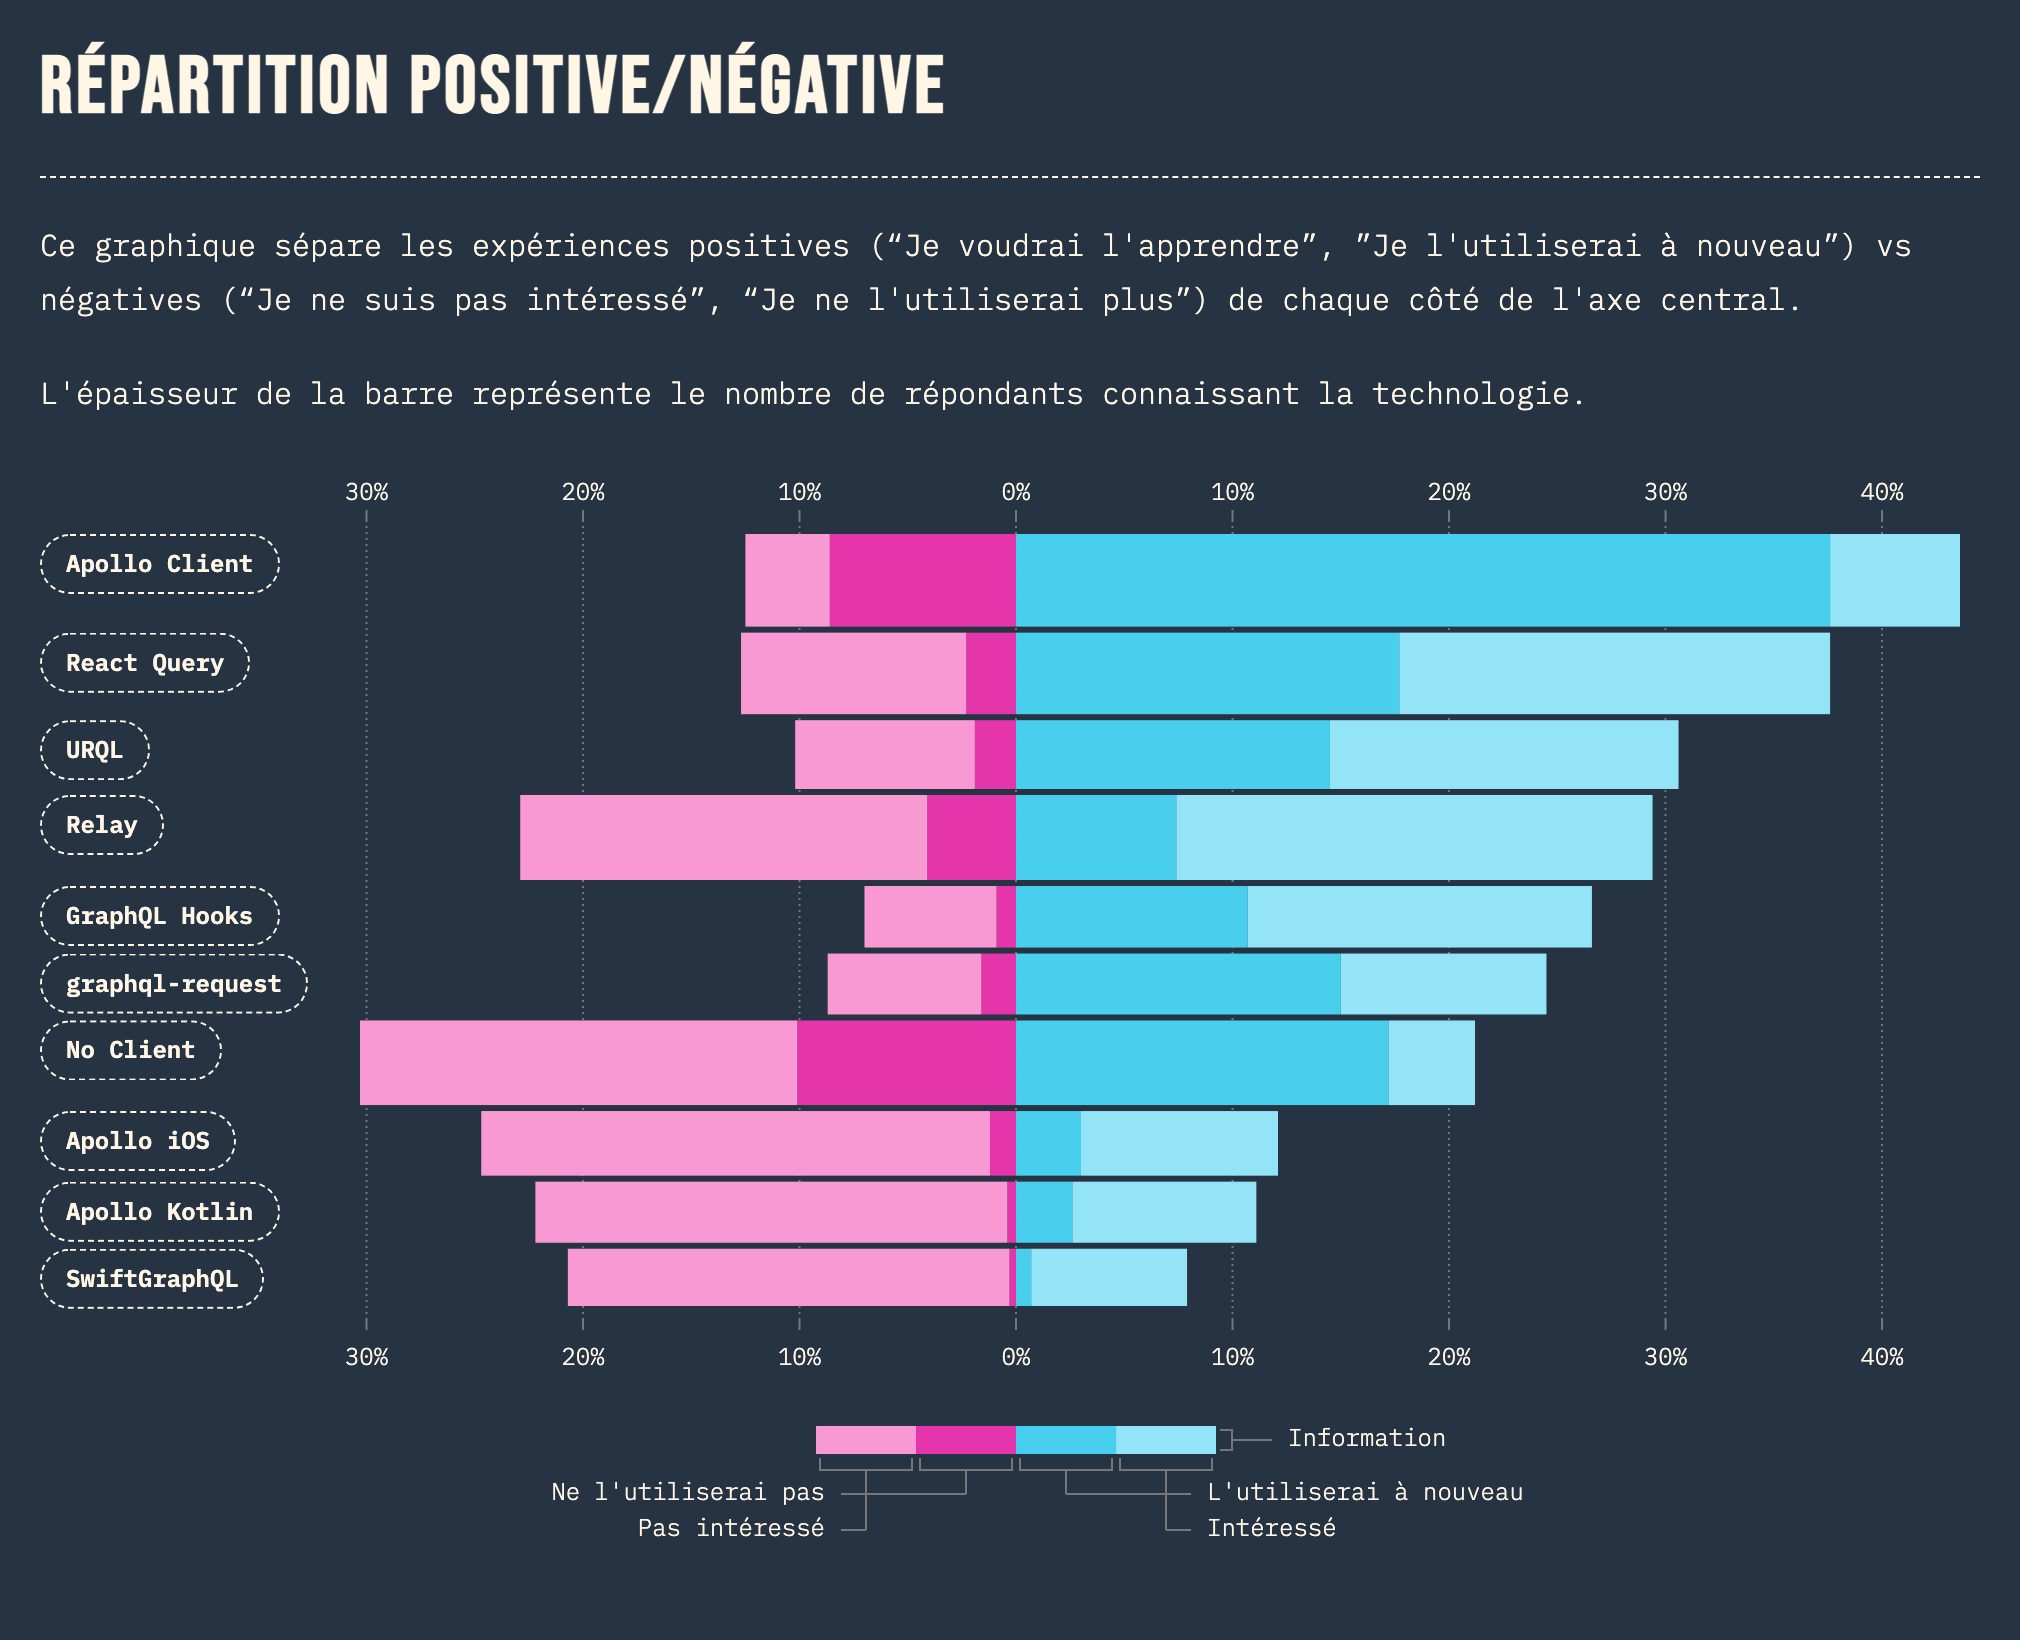 RÉPARTITION POSITIVE/NÉGATIVE
Ce graphique sépare les expériences positives (“Je voudrai l'apprendre”, ”Je l'utiliserai à nouveau”) vs
négatives (“Je ne suis pas intéressé”, “Je ne l'utiliserai plus”) de chaque côté de l'axe central.
L'épaisseur de la barre représente le nombre de répondants connaissant la technologie.
30% 20% 10% 0% 10% 20% 30% 40%
Apollo Client
React Query
URQL
Relay
GraphQL Hooks
graphql-request
No Client
Apollo iOS
Apollo Kotlin
SwiftGraphQL
30% 20% 10% 0% 10% 20% 30% 40%
Information
Ne l'utiliserai pas L'utiliserai à nouveau
Pas intéressé Intéressé